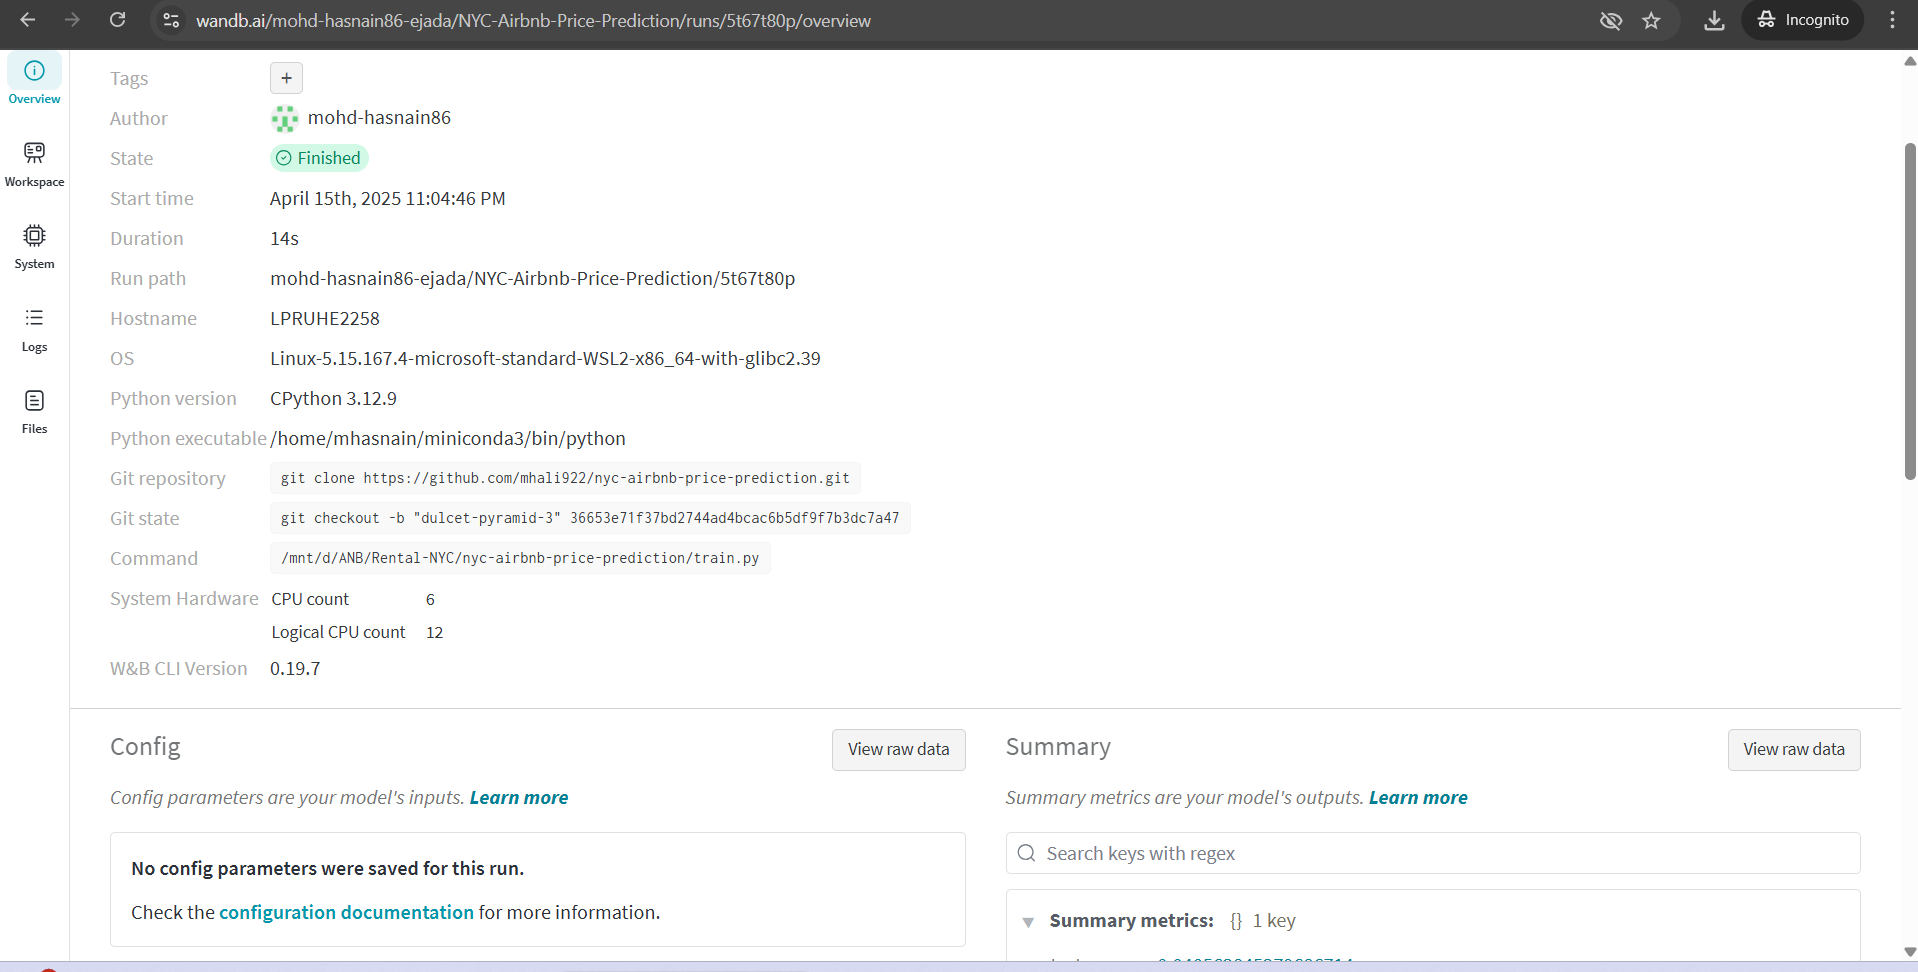 wandb.ai/mohd-hasnain86-ejada/NYC-Airbnb-Price-Prediction/runs/5t67t80p/overview
Incognito
Overview
Workspace
System
Logs
Files
Tags +
Author mohd-hasnain86
State Finished
Start time April 15th, 2025 11:04:46 PM
Duration 14s
Run path mohd-hasnain86-ejada/NYC-Airbnb-Price-Prediction/5t67t80p
Hostname LPRUHE2258
OS Linux-5.15.167.4-microsoft-standard-WSL2-x86_64-with-glibc2.39
Python version CPython 3.12.9
Python executable /home/mhasnain/miniconda3/bin/python
Git repository git clone https://github.com/mhali922/nyc-airbnb-price-prediction.git
Git state git checkout -b "dulcet-pyramid-3" 36653e71f37bd2744ad4bcac6b5df9f7b3dc7a47
Command /mnt/d/ANB/Rental-NYC/nyc-airbnb-price-prediction/train.py
System Hardware CPU count 6
Logical CPU count 12
W&B CLI Version 0.19.7
Config
View raw data
Config parameters are your model's inputs. Learn more
No config parameters were saved for this run.
Check the configuration documentation for more information.
Summary
View raw data
Summary metrics are your model's outputs. Learn more
Search keys with regex
Summary metrics: {} 1 key